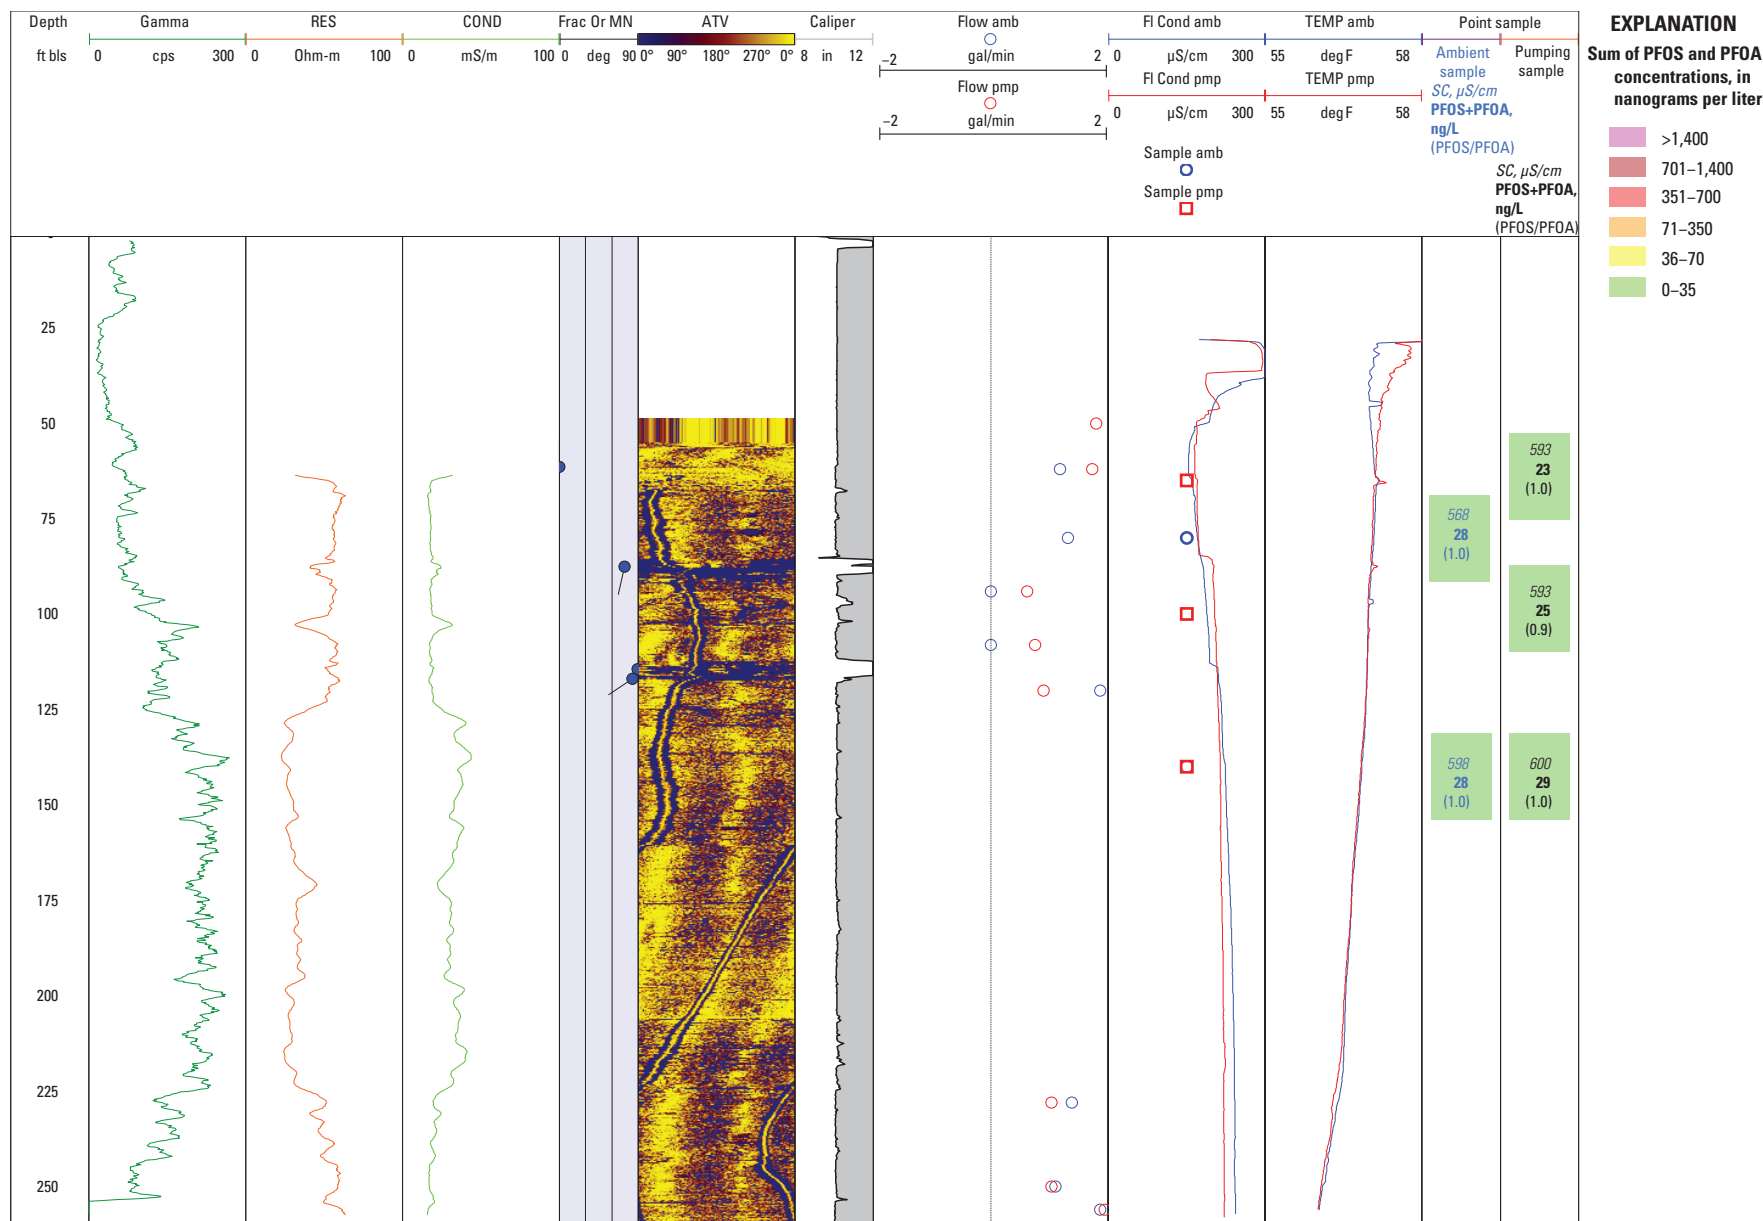 Depth
ft bls
Gamma
0 cps 300
RES
0 Ohm-m 100
COND
0 mS/m 100
Frac Or MN
0 deg 90
ATV
0° 90° 180° 270° 0°
Caliper
8 in 12
Flow amb
gal/min
−2 2
Flow pmp
gal/min
−2 2
Fl Cond amb
0 µS/cm 300
Fl Cond pmp
0 µS/cm 300
Sample amb
Sample pmp
TEMP amb
55 deg F 58
TEMP pmp
55 deg F 58
Point sample
Ambient
sample
SC, µS/cm
PFOS+PFOA,
ng/L
(PFOS/PFOA)
Pumping
sample
SC, µS/cm
PFOS+PFOA,
ng/L
(PFOS/PFOA)
EXPLANATION
Sum of PFOS and PFOA
concentrations, in
nanograms per liter
>1,400
701–1,400
351–700
71–350
36–70
0–35
25
50
75
100
125
150
175
200
225
250
568
28
(1.0)
598
28
(1.0)
593
23
(1.0)
593
25
(0.9)
600
29
(1.0)